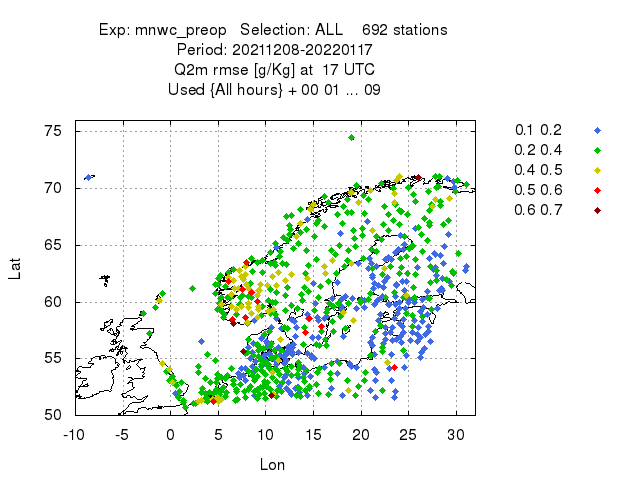 Exp: mnwc_preop Selection: ALL 692 stations
Period: 20211208-20220117
Q2m rmse [g/Kg] at 17 UTC
Used {All hours} + 00 01 ... 09
0.1 0.2
0.2 0.4
0.4 0.5
0.5 0.6
0.6 0.7
75
70
65
60
55
50
Lat
-10 -5 0 5 10 15 20 25 30
Lon